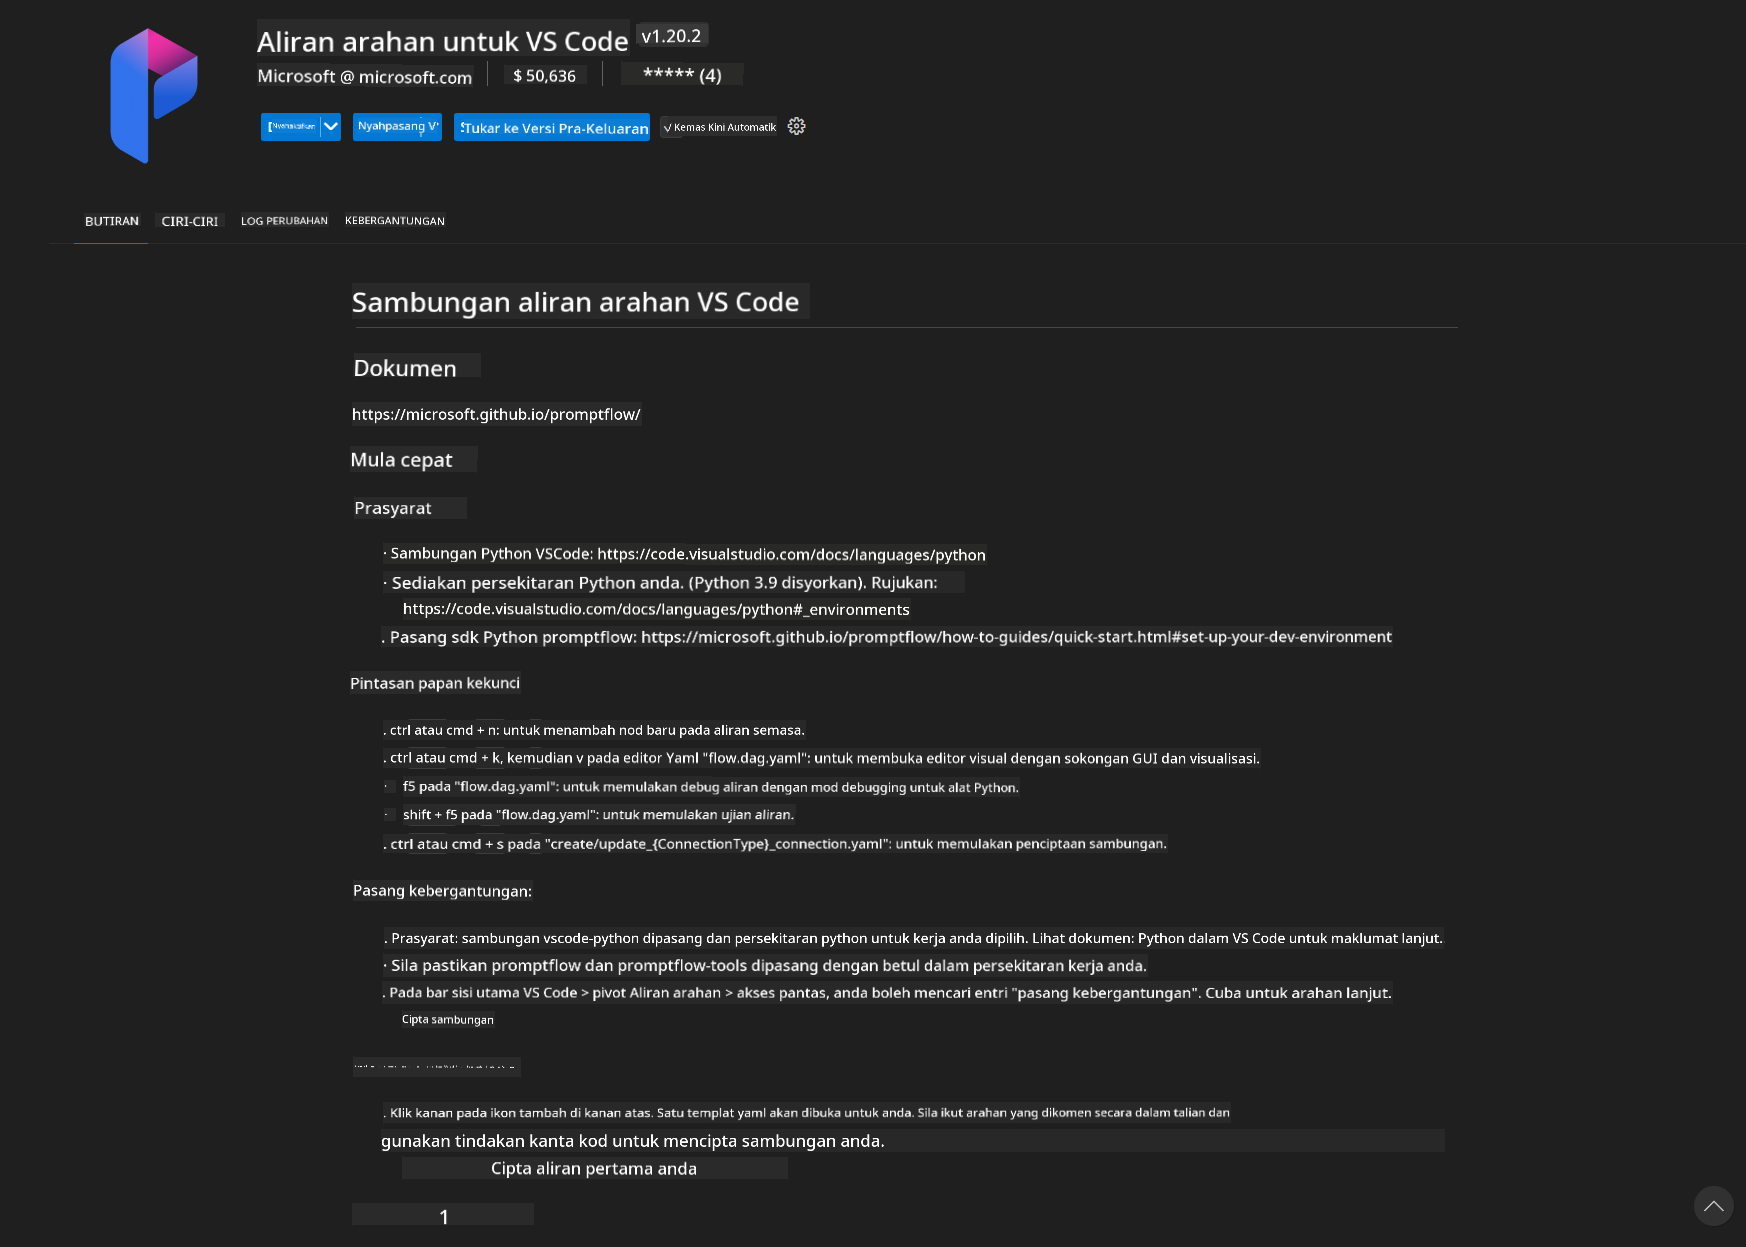 Aliran arahan untuk VS Code v1.20.2
Microsoft @ microsoft.com $ 50,636 ***** (4)
Nyahaktifkan Nyahpasang Tukar ke Versi Pra-Keluaran √ Kemas Kini Automatik
BUTIRAN CIRI-CIRI LOG PERUBAHAN KEBERGANTUNGAN
Sambungan aliran arahan VS Code
Dokumen
https://microsoft.github.io/promptflow/
Mula cepat
Prasyarat
· Sambungan Python VSCode: https://code.visualstudio.com/docs/languages/python
· Sediakan persekitaran Python anda. (Python 3.9 disyorkan). Rujukan:
https://code.visualstudio.com/docs/languages/python#_environments
. Pasang sdk Python promptflow: https://microsoft.github.io/promptflow/how-to-guides/quick-start.html#set-up-your-dev-environment
Pintasan papan kekunci
. ctrl atau cmd + n: untuk menambah nod baru pada aliran semasa.
. ctrl atau cmd + k, kemudian v pada editor Yaml "flow.dag.yaml": untuk membuka editor visual dengan sokongan GUI dan visualisasi.
· f5 pada "flow.dag.yaml": untuk memulakan debug aliran dengan mod debugging untuk alat Python.
· shift + f5 pada "flow.dag.yaml": untuk memulakan ujian aliran.
. ctrl atau cmd + s pada "create/update_{ConnectionType}_connection.yaml": untuk memulakan penciptaan sambungan.
Pasang kebergantungan:
. Prasyarat: sambungan vscode-python dipasang dan persekitaran python untuk kerja anda dipilih. Lihat dokumen: Python dalam VS Code untuk maklumat lanjut.
· Sila pastikan promptflow dan promptflow-tools dipasang dengan betul dalam persekitaran kerja anda.
. Pada bar sisi utama VS Code > pivot Aliran arahan > akses pantas, anda boleh mencari entri "pasang kebergantungan". Cuba untuk arahan lanjut.
Cipta sambungan
. Klik kanan pada ikon tambah di kanan atas. Satu templat yaml akan dibuka untuk anda. Sila ikut arahan yang dikomen secara dalam talian dan
gunakan tindakan kanta kod untuk mencipta sambungan anda.
Cipta aliran pertama anda
1